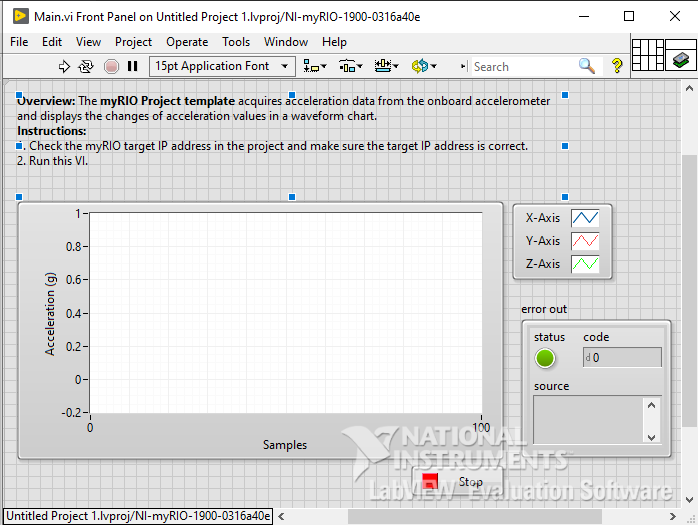 Main.vi Front Panel on Untitled Project 1.lvproj/NI-myRIO-1900-0316a40e
File Edit View Project Operate Tools Window Help
15pt Application Font
Search
?
Overview: The myRIO Project template acquires acceleration data from the onboard accelerometer
and displays the changes of acceleration values in a waveform chart.
Instructions:
1. Check the myRIO target IP address in the project and make sure the target IP address is correct.
2. Run this VI.
1
0.8
0.6
0.4
0.2
0
-0.2
Acceleration (g)
0
100
Samples
X-Axis
Y-Axis
Z-Axis
error out
status code
d 0
source
Stop
NATIONAL
INSTRUMENTS
LabVIEW Evaluation Software
Untitled Project 1.lvproj/NI-myRIO-1900-0316a40e